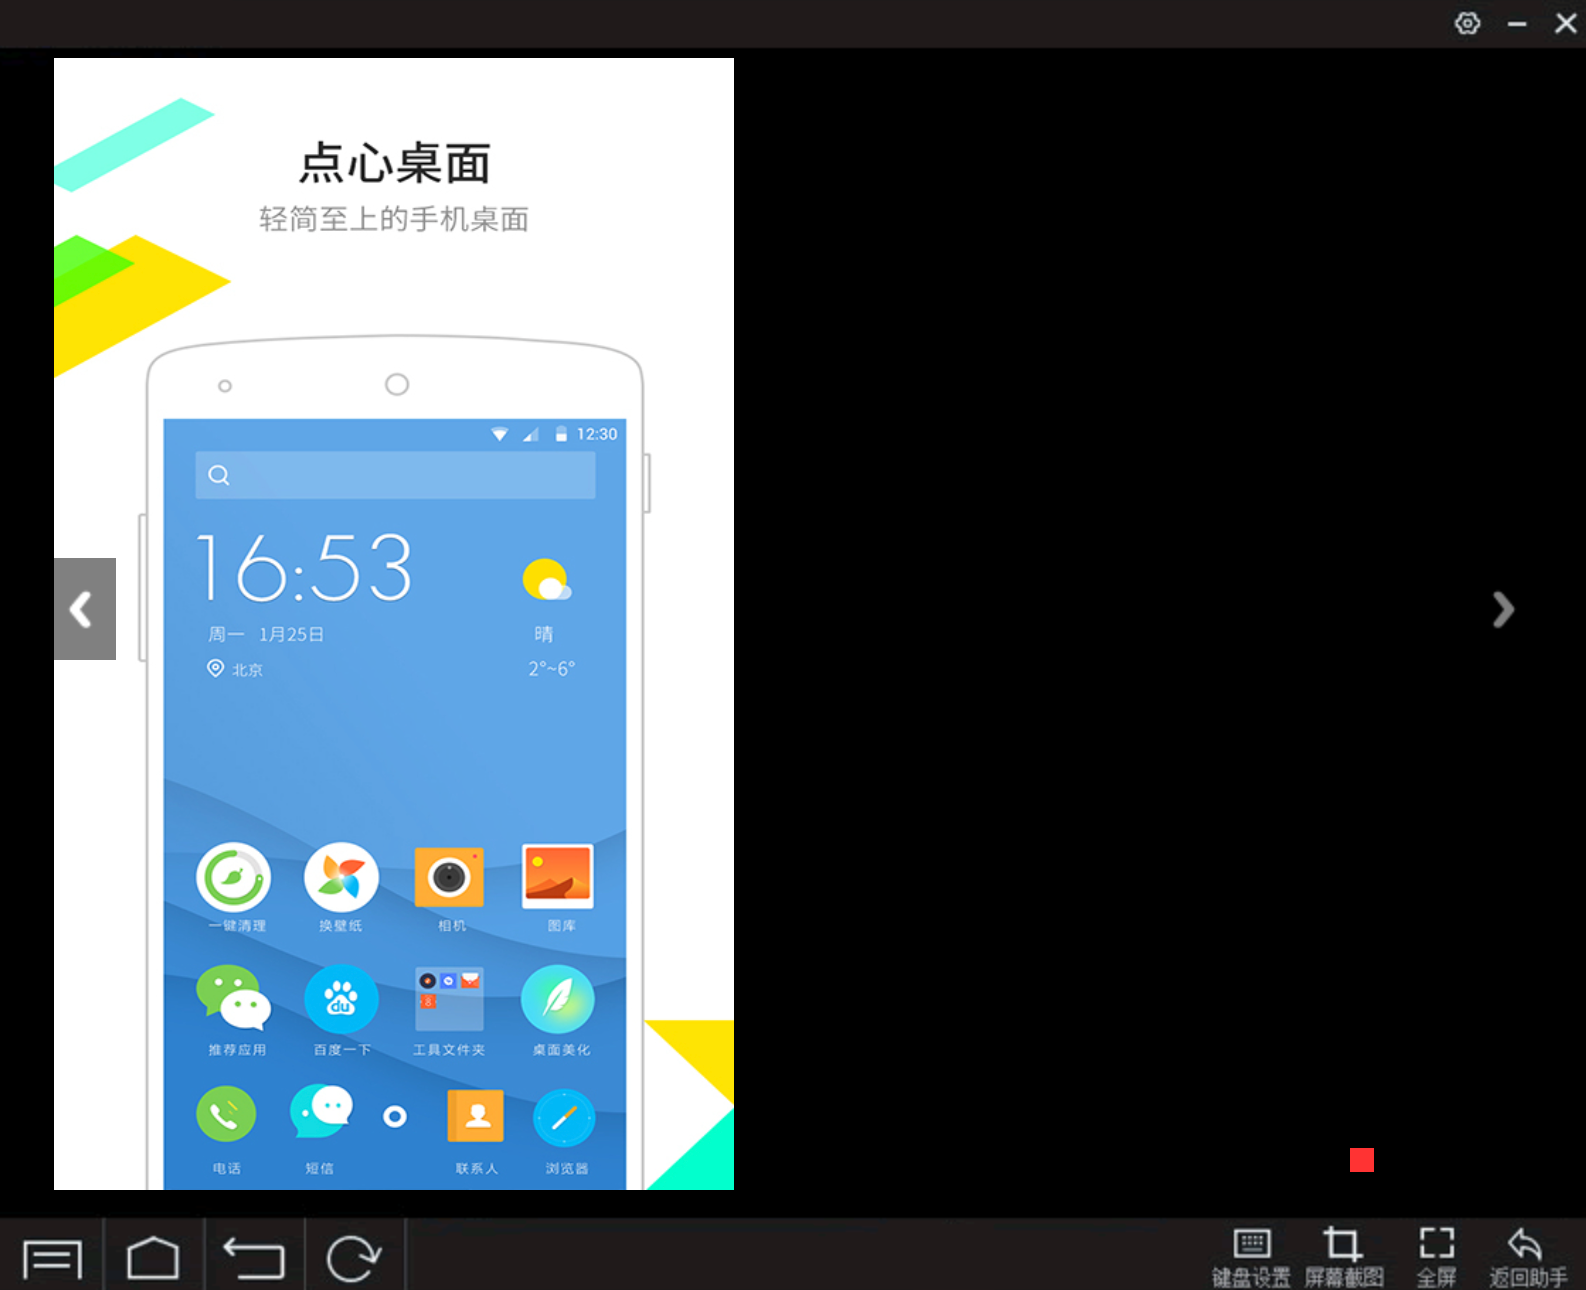 点心桌面
轻简至上的手机桌面
12:30
16:53
周一 1月25日
晴
北京
2°~6°
一键清理 换壁纸 相机 图库
du
推荐应用 百度一下 工具文件夹 桌面美化
电话 短信 联系人 浏览器
键盘设置 屏幕截图 全屏 返回助手